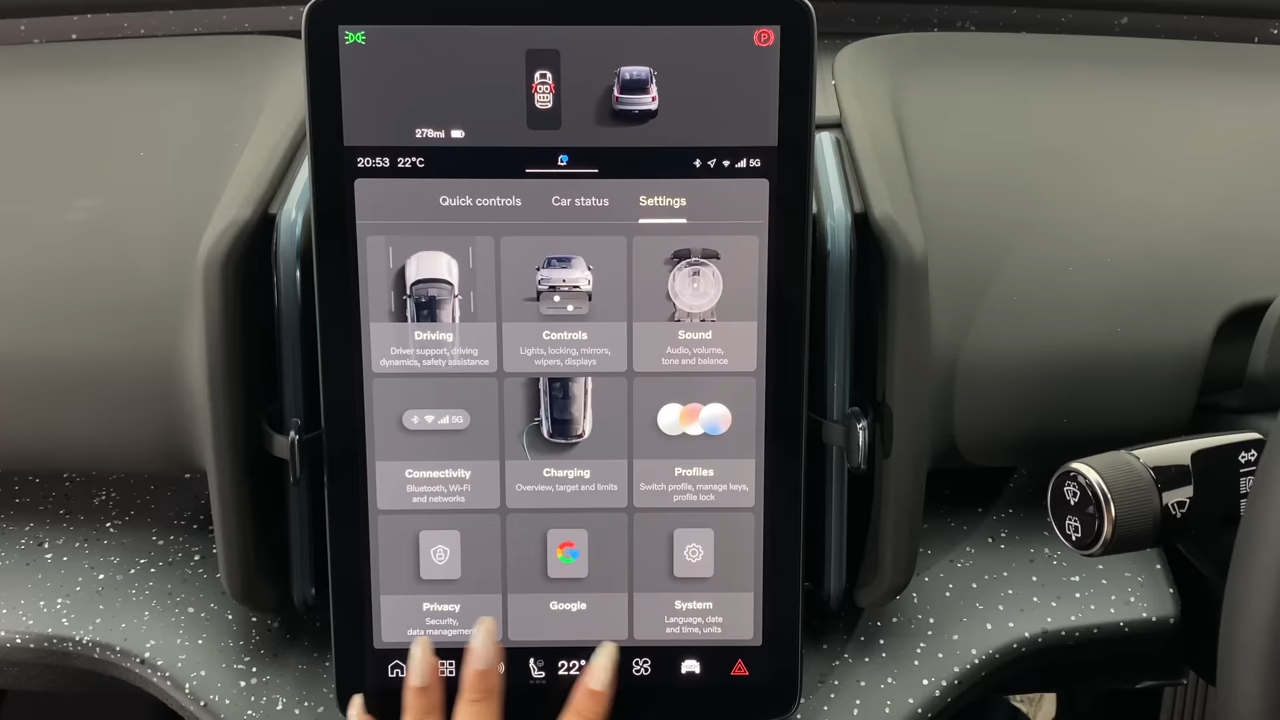 P
278mi
20:53 22°C
5G
Quick controls Car status Settings
Driving
Driver support, driving
dynamics, safety assistance
Controls
Lights, locking, mirrors,
wipers, displays
Sound
Audio, volume,
tone and balance
5G
Connectivity
Bluetooth, Wi-Fi
and networks
Charging
Overview, target and limits
Profiles
Switch profile, manage keys,
profile lock
Privacy
Security,
data management
Google
System
Language, date
and time, units
22°